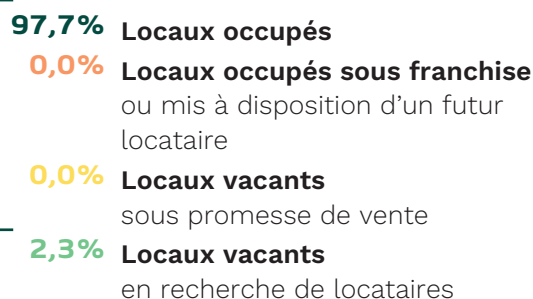 97,7% Locaux occupés
0,0% Locaux occupés sous franchise
ou mis à disposition d'un futur
locataire
0,0% Locaux vacants
sous promesse de vente
2,3% Locaux vacants
en recherche de locataires